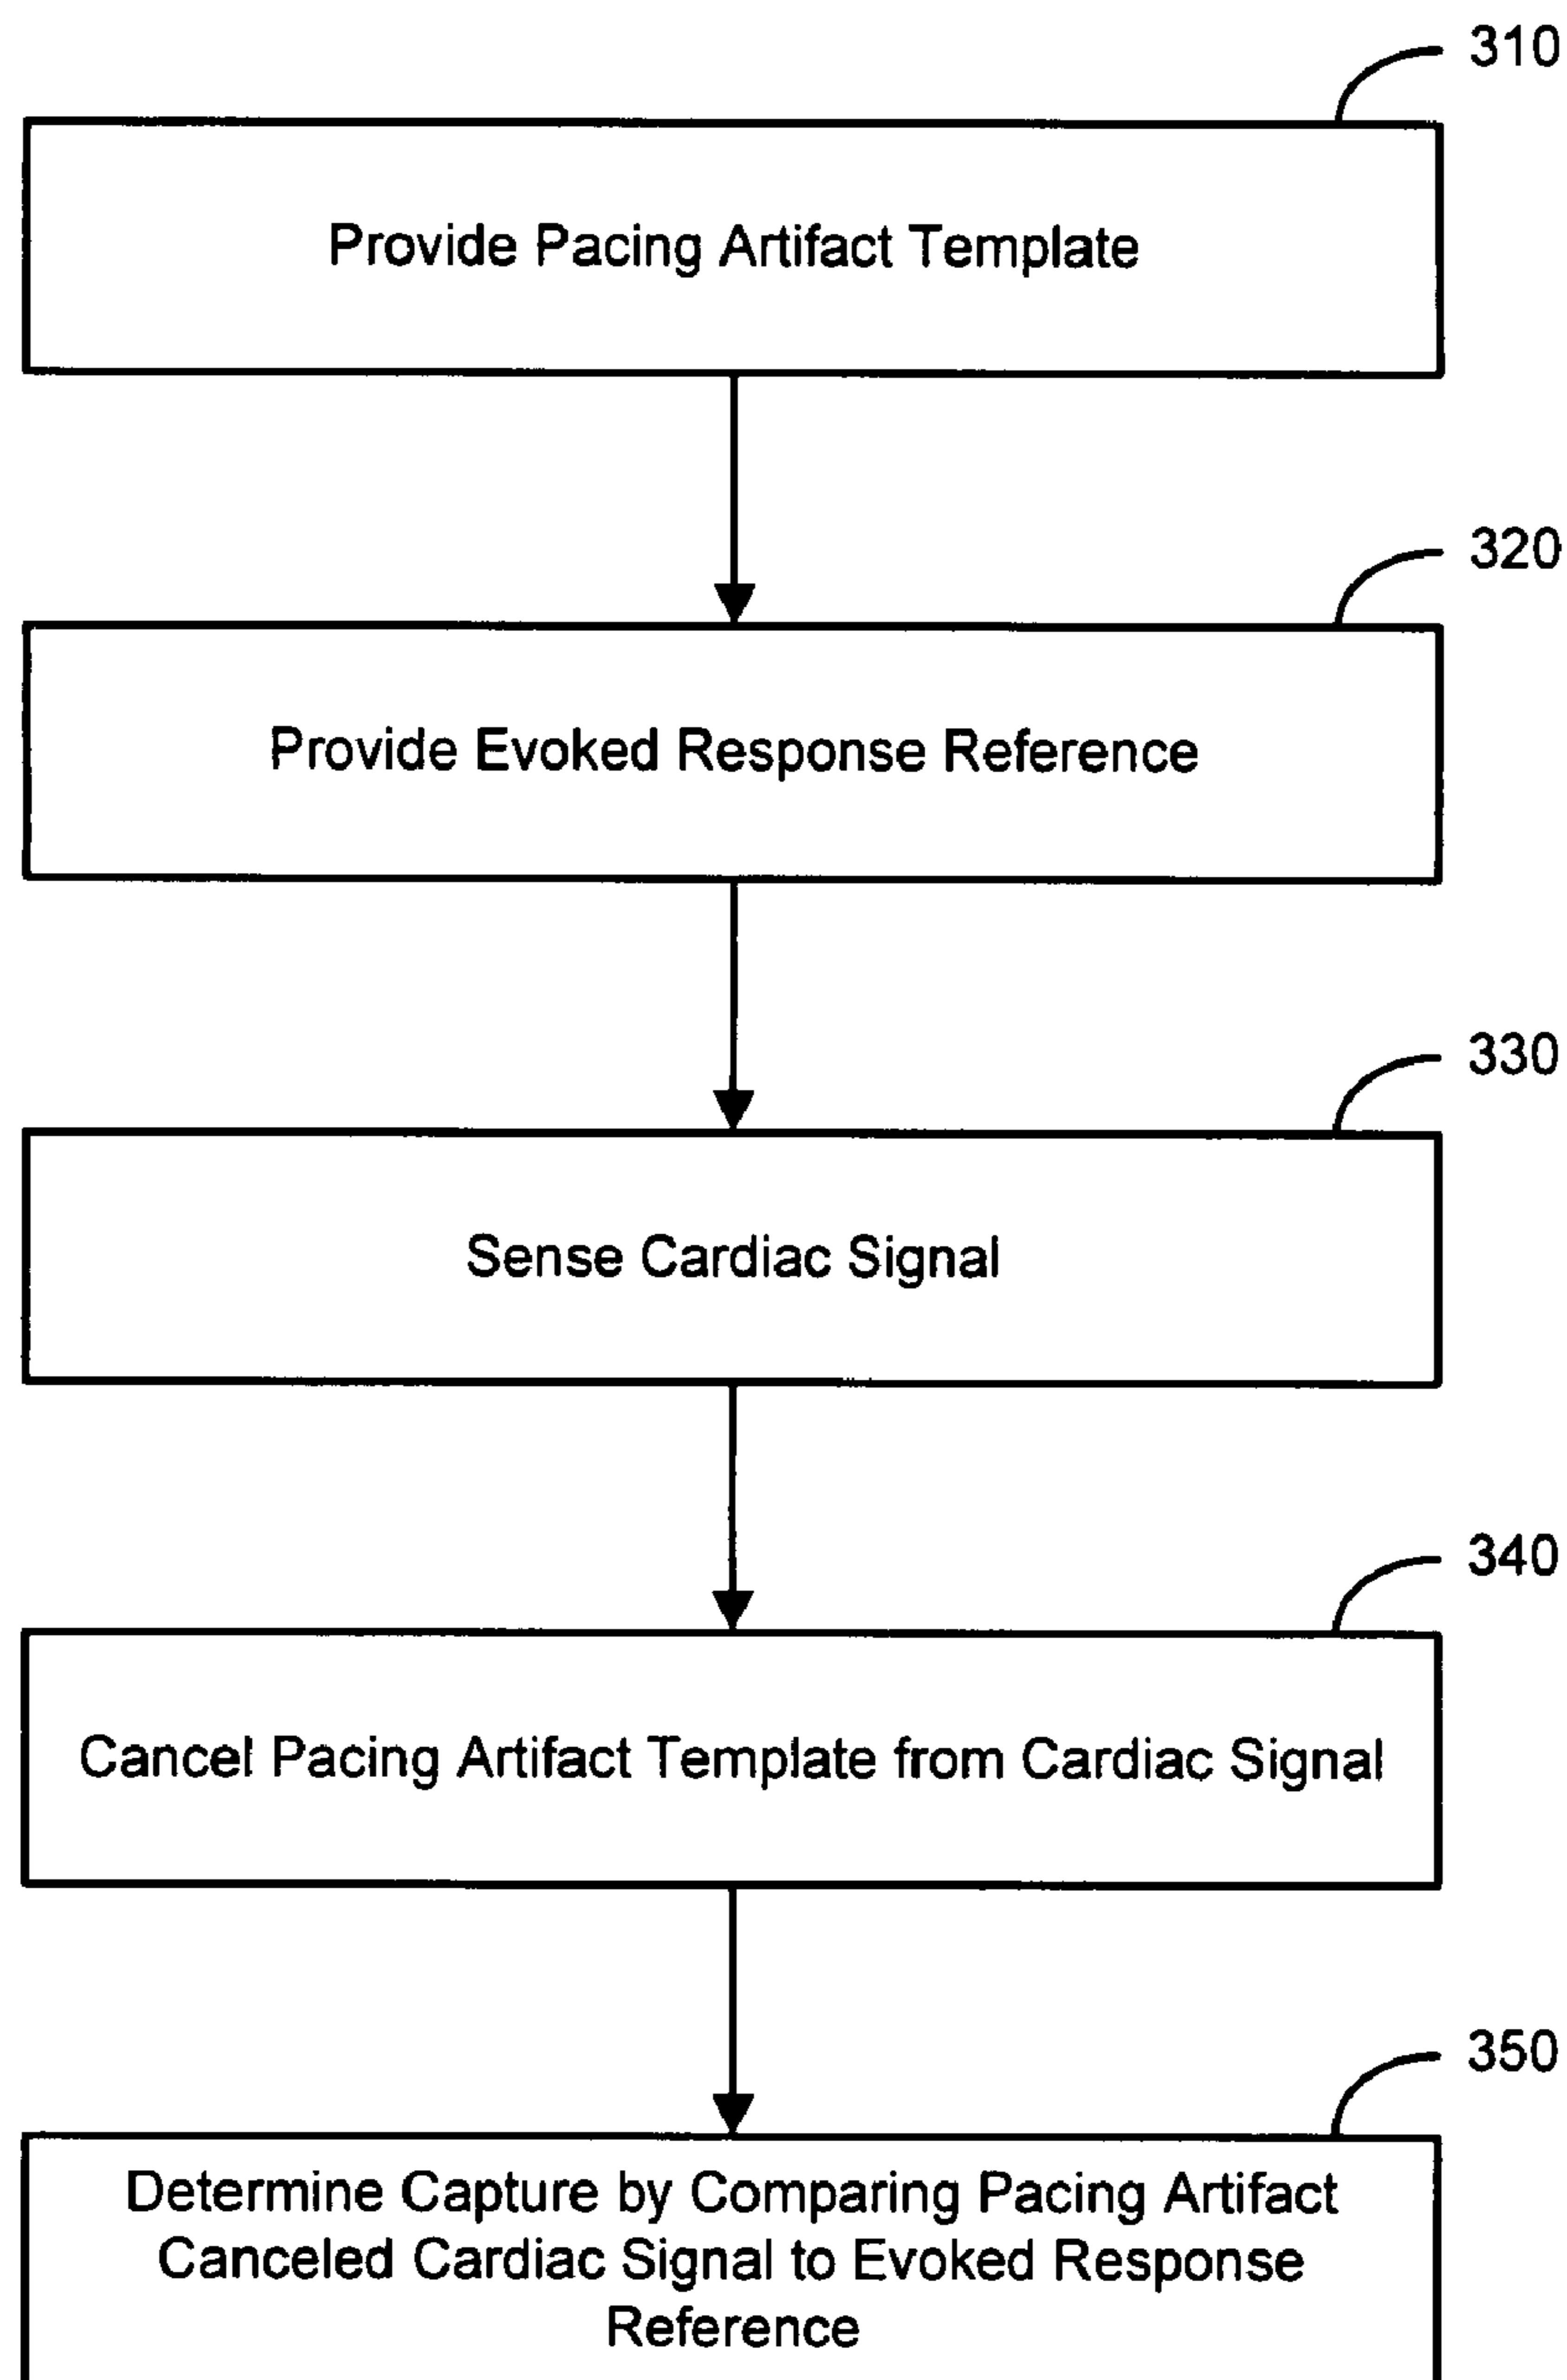 310
Provide Pacing Artifact Template
320
Provide Evoked Response Reference
330
Sense Cardiac Signal
340
Cancel Pacing Artifact Template from Cardiac Signal
350
Determine Capture by Comparing Pacing Artifact
Canceled Cardiac Signal to Evoked Response
Reference